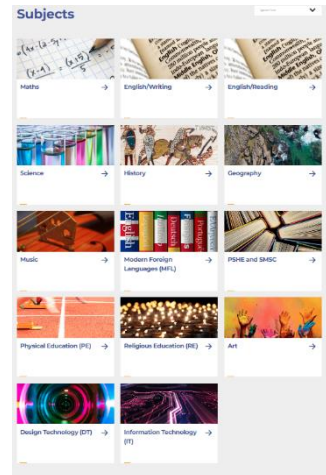 Subjects
Maths
English/Writing
English/Reading
Science
History
Geography
Music
Modern Foreign
Languages (MFL)
PSHE and SMSC
Physical Education (PE)
Religious Education (RE)
Art
Design Technology (DT)
Information Technology
(IT)